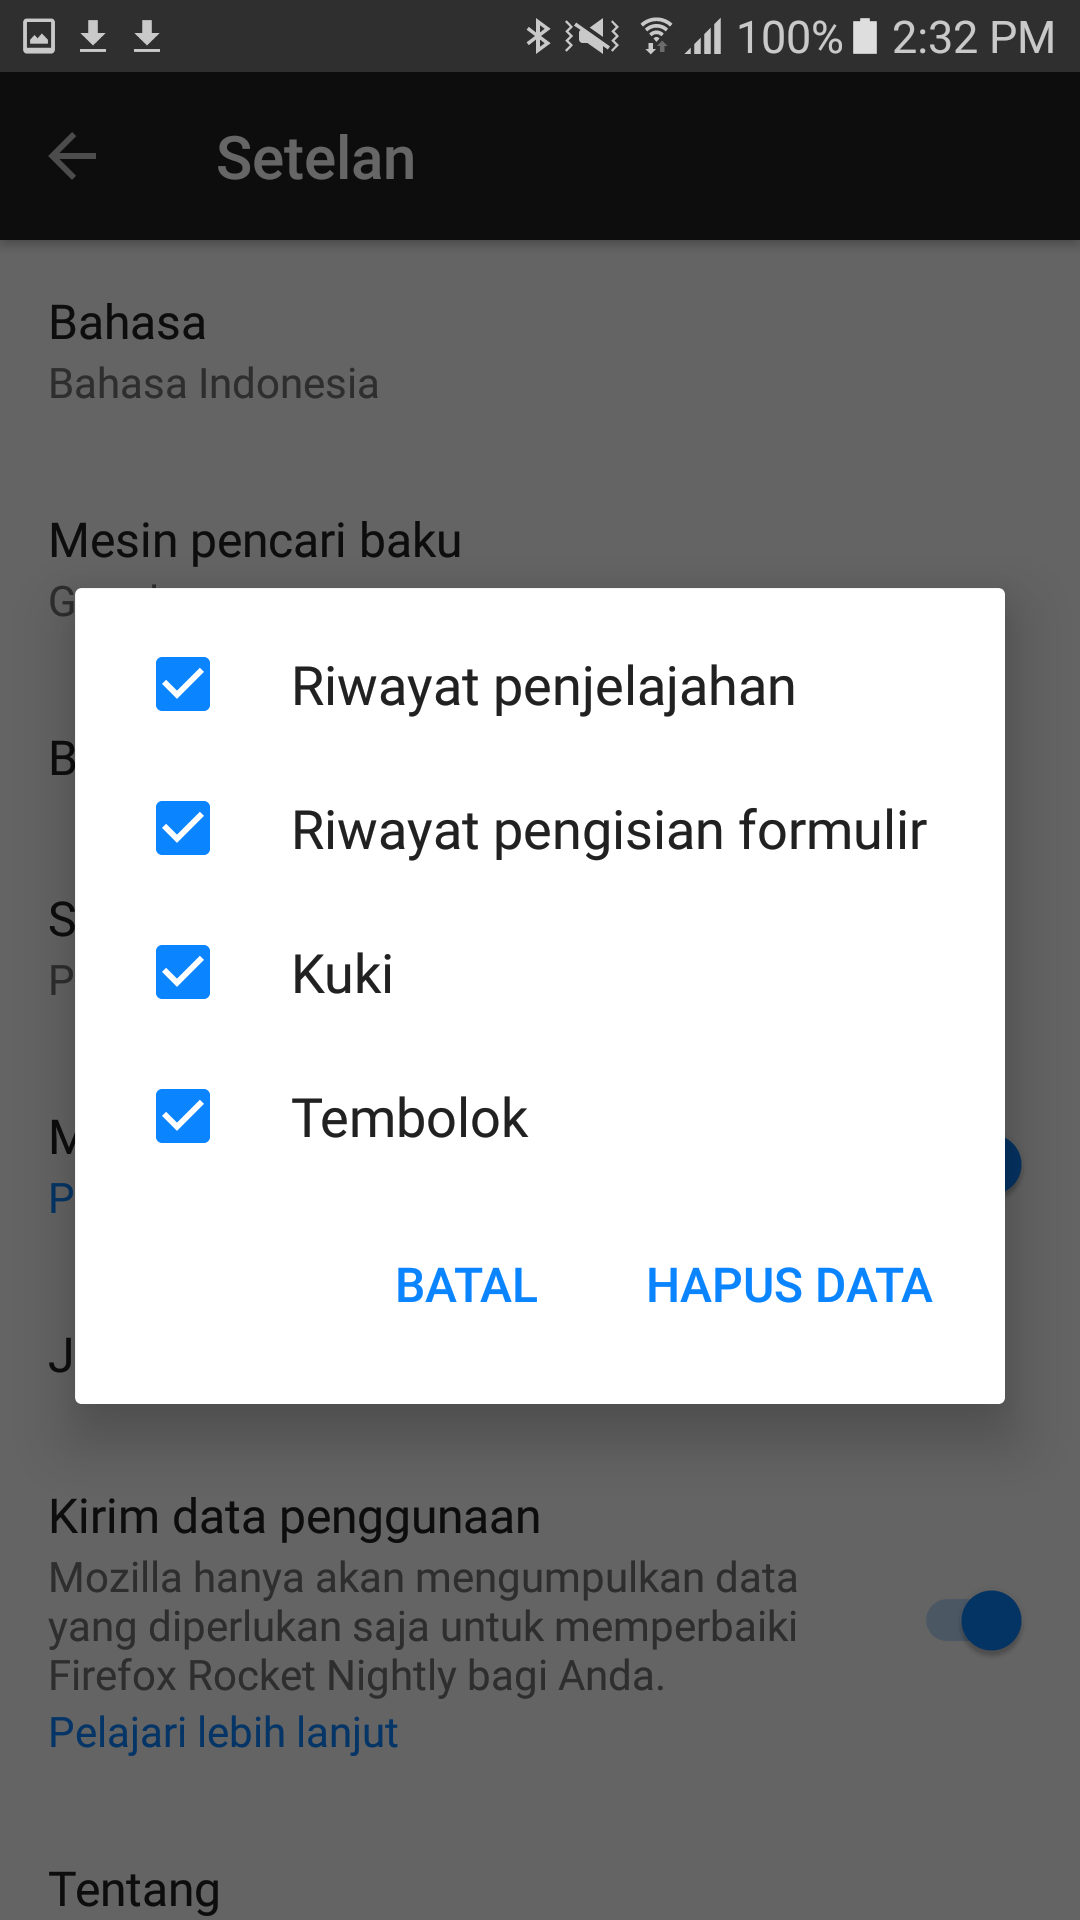 100% 2:32 PM
Setelan
Bahasa
Bahasa Indonesia
Mesin pencari baku
Riwayat penjelajahan
Riwayat pengisian formulir
Kuki
Tembolok
BATAL HAPUS DATA
Kirim data penggunaan
Mozilla hanya akan mengumpulkan data
yang diperlukan saja untuk memperbaiki
Firefox Rocket Nightly bagi Anda.
Pelajari lebih lanjut
Tentang